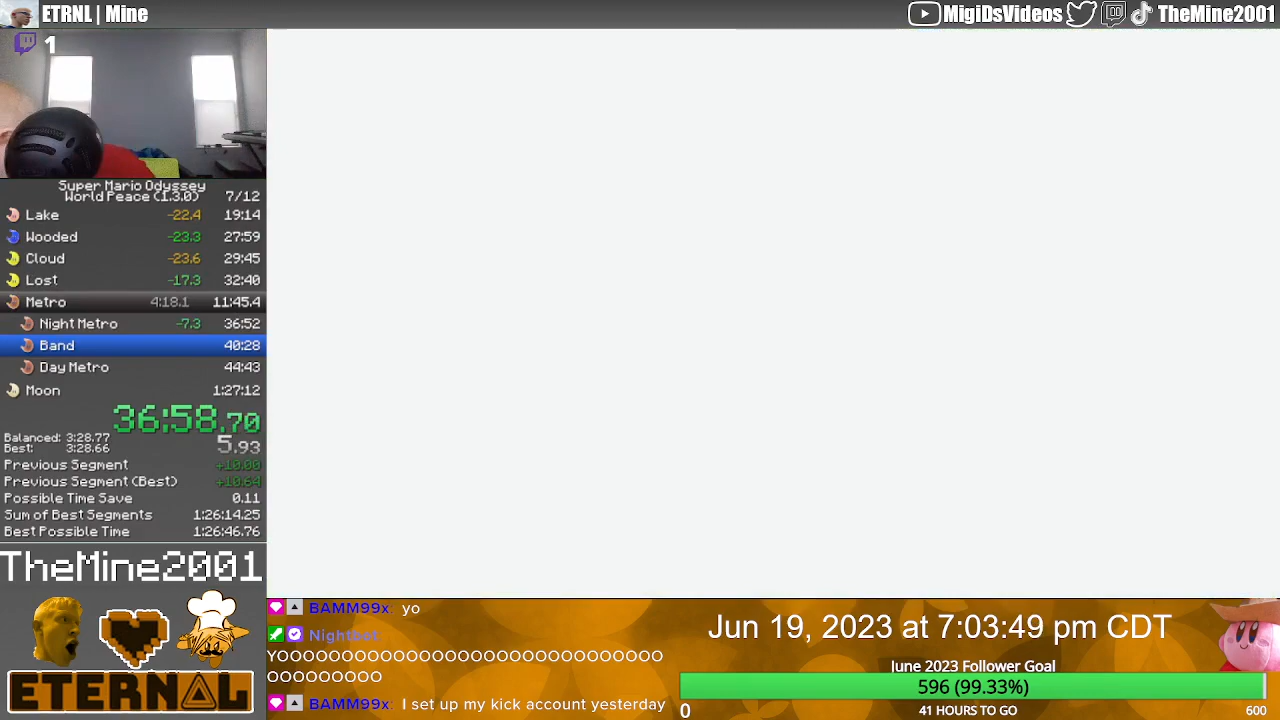 ETRNL | Mine
MigiDsVideos
TheMine2001
1
Super Mario Odyssey
World Peace (1.3.0) 7/12
Lake -22.4 19:14
Wooded -23.3 27:59
Cloud -23.6 29:45
Lost -17.3 32:40
Metro 4:18.1 11:45.4
Night Metro -7.3 36:52
Band 40:28
Day Metro 44:43
Moon 1:27:12
36:58.70
Balanced: 3:28.77
Best: 3:28.66
5.93
Previous Segment +10.00
Previous Segment (Best) +10.64
Possible Time Save 0.11
Sum of Best Segments 1:26:14.25
Best Possible Time 1:26:46.76
TheMine2001
ETERNAL
BAMM99x: yo
Nightbot:
YOOOOOOOOOOOOOOOOOOOOOOOOOOOOOO
OOOOOOOOO
BAMM99x: I set up my kick account yesterday
Jun 19, 2023 at 7:03:49 pm CDT
June 2023 Follower Goal
596 (99.33%)
0 41 HOURS TO GO 600